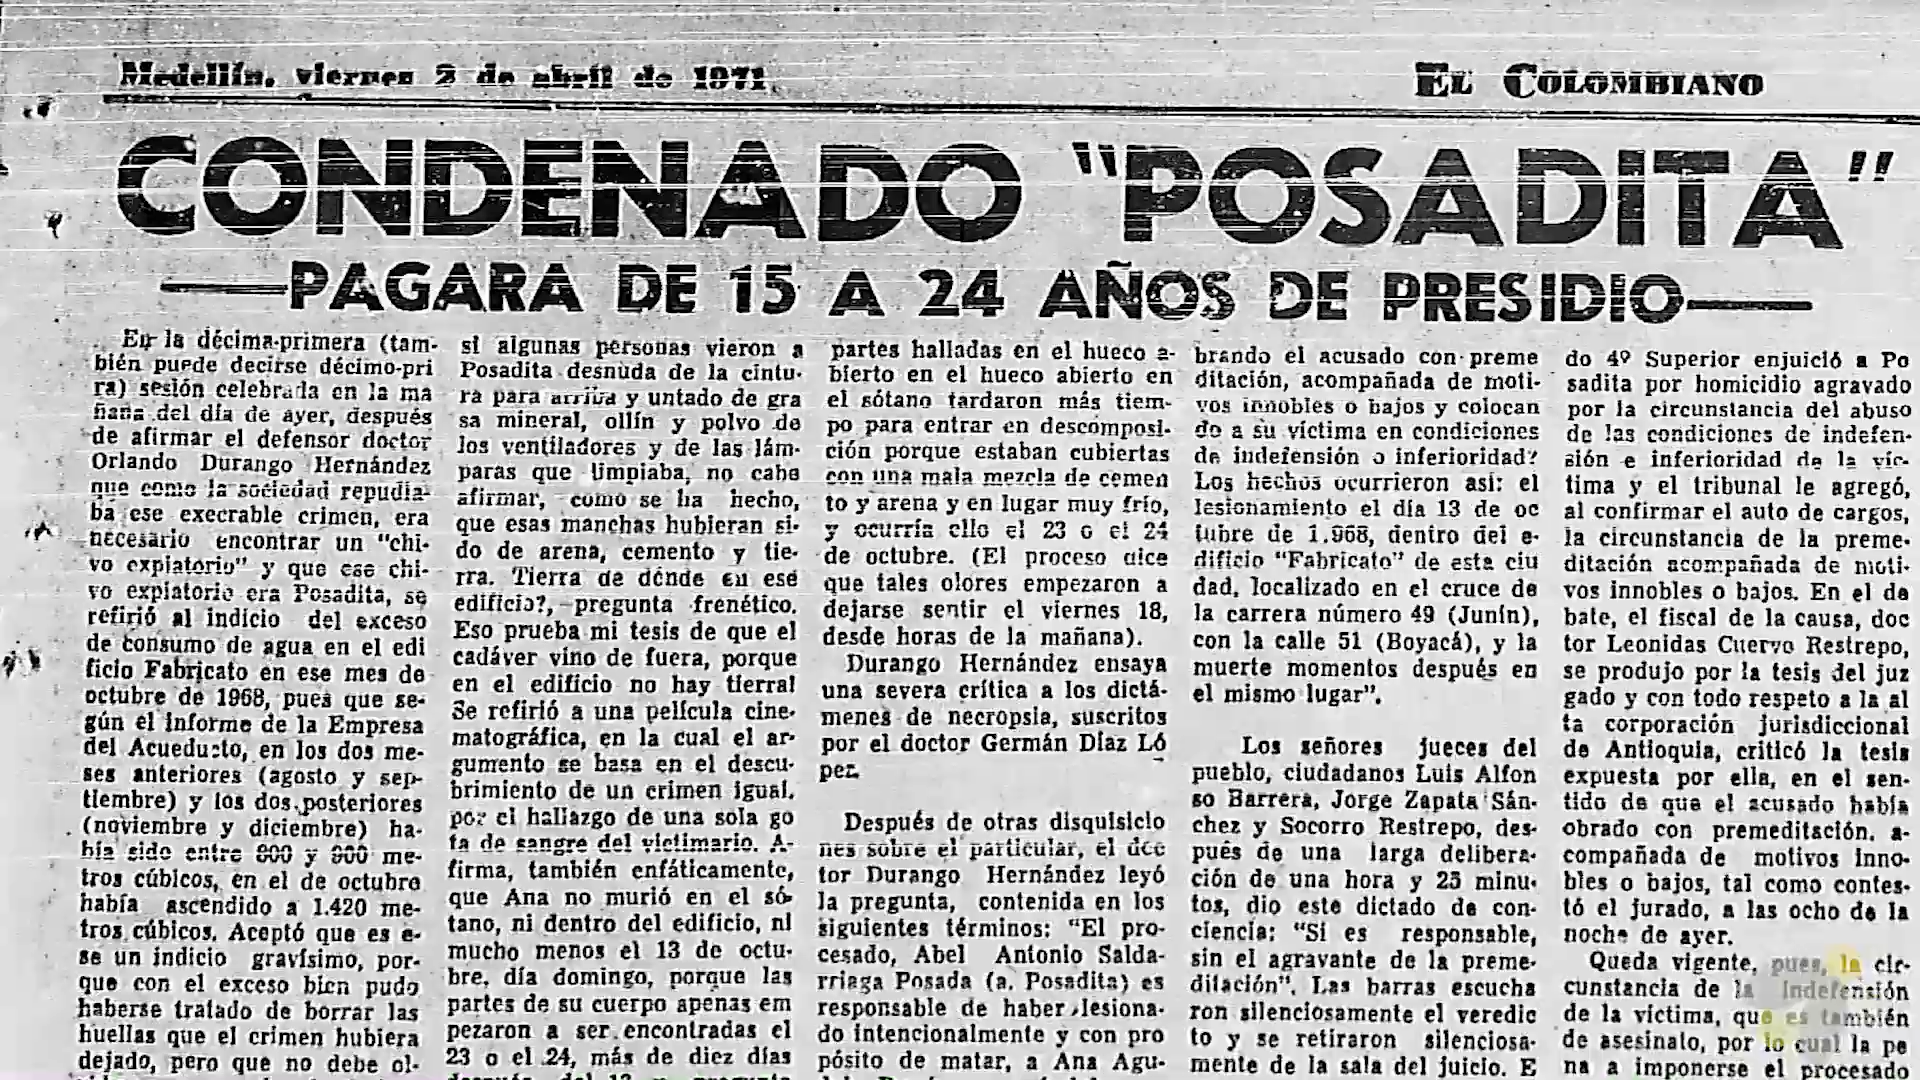 Medellín, viernes 2 de abril de 1971
EL COLOMBIANO
CONDENADO "POSADITA"
PAGARA DE 15 A 24 AÑOS DE PRESIDIO
En la décima-primera (tam-
bién puede decirse décimo-pri
ra) sesión celebrada en la ma
ñana del día de ayer, después
de afirmar el defensor doctor
Orlando Durango Hernández
que como la sociedad repudia-
ba ese execrable crimen, era
necesario encontrar un "chi-
vo expiatorio" y que ese chi-
vo expiatorio era Posadita, se
refirió al indicio del exceso
de consumo de agua en el edi
ficio Fabricato en ese mes de
octubre de 1968, pues que se-
gún el informe de la Empresa
del Acueducto, en los dos me-
ses anteriores (agosto y sep-
tiembre) y los dos posteriores
(noviembre y diciembre) ha-
bía sido entre 800 y 900 me-
tros cúbicos, en el de octubre
había ascendido a 1.420 me-
tros cúbicos. Aceptó que es e-
se un indicio gravísimo, por-
que con el exceso bien pudo
haberse tratado de borrar las
huellas que el crimen hubiera
dejado, pero que no debe ol-
si algunas personas vieron a
Posadita desnuda de la cintu-
ra para arriba y untado de gra
sa mineral, ollín y polvo de
los ventiladores y de las lám-
paras que limpiaba, no cabe
afirmar, como se ha hecho,
que esas manchas hubieran si-
do de arena, cemento y tie-
rra. Tierra de dónde en ese
edificio?, pregunta frenético.
Eso prueba mi tesis de que el
cadáver vino de fuera, porque
en el edificio no hay tierra!
Se refirió a una película cine-
matográfica, en la cual el ar-
gumento se basa en el descu-
brimiento de un crimen igual,
por el hallazgo de una sola go
ta de sangre del victimario. A-
firma, también enfáticamente,
que Ana no murió en el só-
tano, ni dentro del edificio, ni
mucho menos el 13 de octu-
bre, día domingo, porque las
partes de su cuerpo apenas em
pezaron a ser encontradas el
23 o el 24, más de diez días
después del 13
partes halladas en el hueco a-
bierto en el hueco abierto en
el sótano tardaron más tiem-
po para entrar en descomposi-
ción porque estaban cubiertas
con una mala mezcla de cemen
to y arena y en lugar muy frío,
y ocurría ello el 23 o el 24
de octubre. (El proceso dice
que tales olores empezaron a
dejarse sentir el viernes 18,
desde horas de la mañana).
Durango Hernández ensaya
una severa crítica a los dictá-
menes de necropsia, suscritos
por el doctor Germán Díaz Ló
pez.
Después de otras disquisicio
nes sobre el particular, el doc
tor Durango Hernández leyó
la pregunta, contenida en los
siguientes términos: "El pro-
cesado, Abel Antonio Salda-
rriaga Posada (a. Posadita) es
responsable de haber lesiona-
do intencionalmente y con pro
pósito de matar, a Ana Agu-
brando el acusado con preme
ditación, acompañada de moti-
vos innobles o bajos y colocan
do a su víctima en condiciones
de indefensión o inferioridad?
Los hechos ocurrieron así: el
lesionamiento el día 13 de oc
tubre de 1.968, dentro del e-
dificio "Fabricato" de esta ciu
dad, localizado en el cruce de
la carrera número 49 (Junín),
con la calle 51 (Boyacá), y la
muerte momentos después en
el mismo lugar".
Los señores jueces del
pueblo, ciudadanos Luis Alfon
so Barrera, Jorge Zapata Sán-
chez y Socorro Restrepo, des-
pués de una larga delibera-
ción de una hora y 25 minu-
tos, dio este dictado de con-
ciencia: "Si es responsable,
sin el agravante de la preme-
ditación". Las barras escucha
ron silenciosamente el veredic
to y se retiraron silenciosa-
mente de la sala del juicio. E
do 4º Superior enjuició a Po
sadita por homicidio agravado
por la circunstancia del abuso
de las condiciones de indefen-
sión e inferioridad de la víc-
tima y el tribunal le agregó,
al confirmar el auto de cargos,
la circunstancia de la preme-
ditación acompañada de moti-
vos innobles o bajos. En el de
bate, el fiscal de la causa, doc
tor Leonidas Cuervo Restrepo,
se produjo por la tesis del juz
gado y con todo respeto a la al
ta corporación jurisdiccional
de Antioquia, criticó la tesis
expuesta por ella, en el sen-
tido de que el acusado había
obrado con premeditación, a-
compañada de motivos inno-
bles o bajos, tal como contes-
tó el jurado, a las ocho de la
noche de ayer.
Queda vigente, pues, la cir-
cunstancia de la indefensión
de la víctima, que es también
de asesinato, por lo cual la pe
na a imponerse el procesado